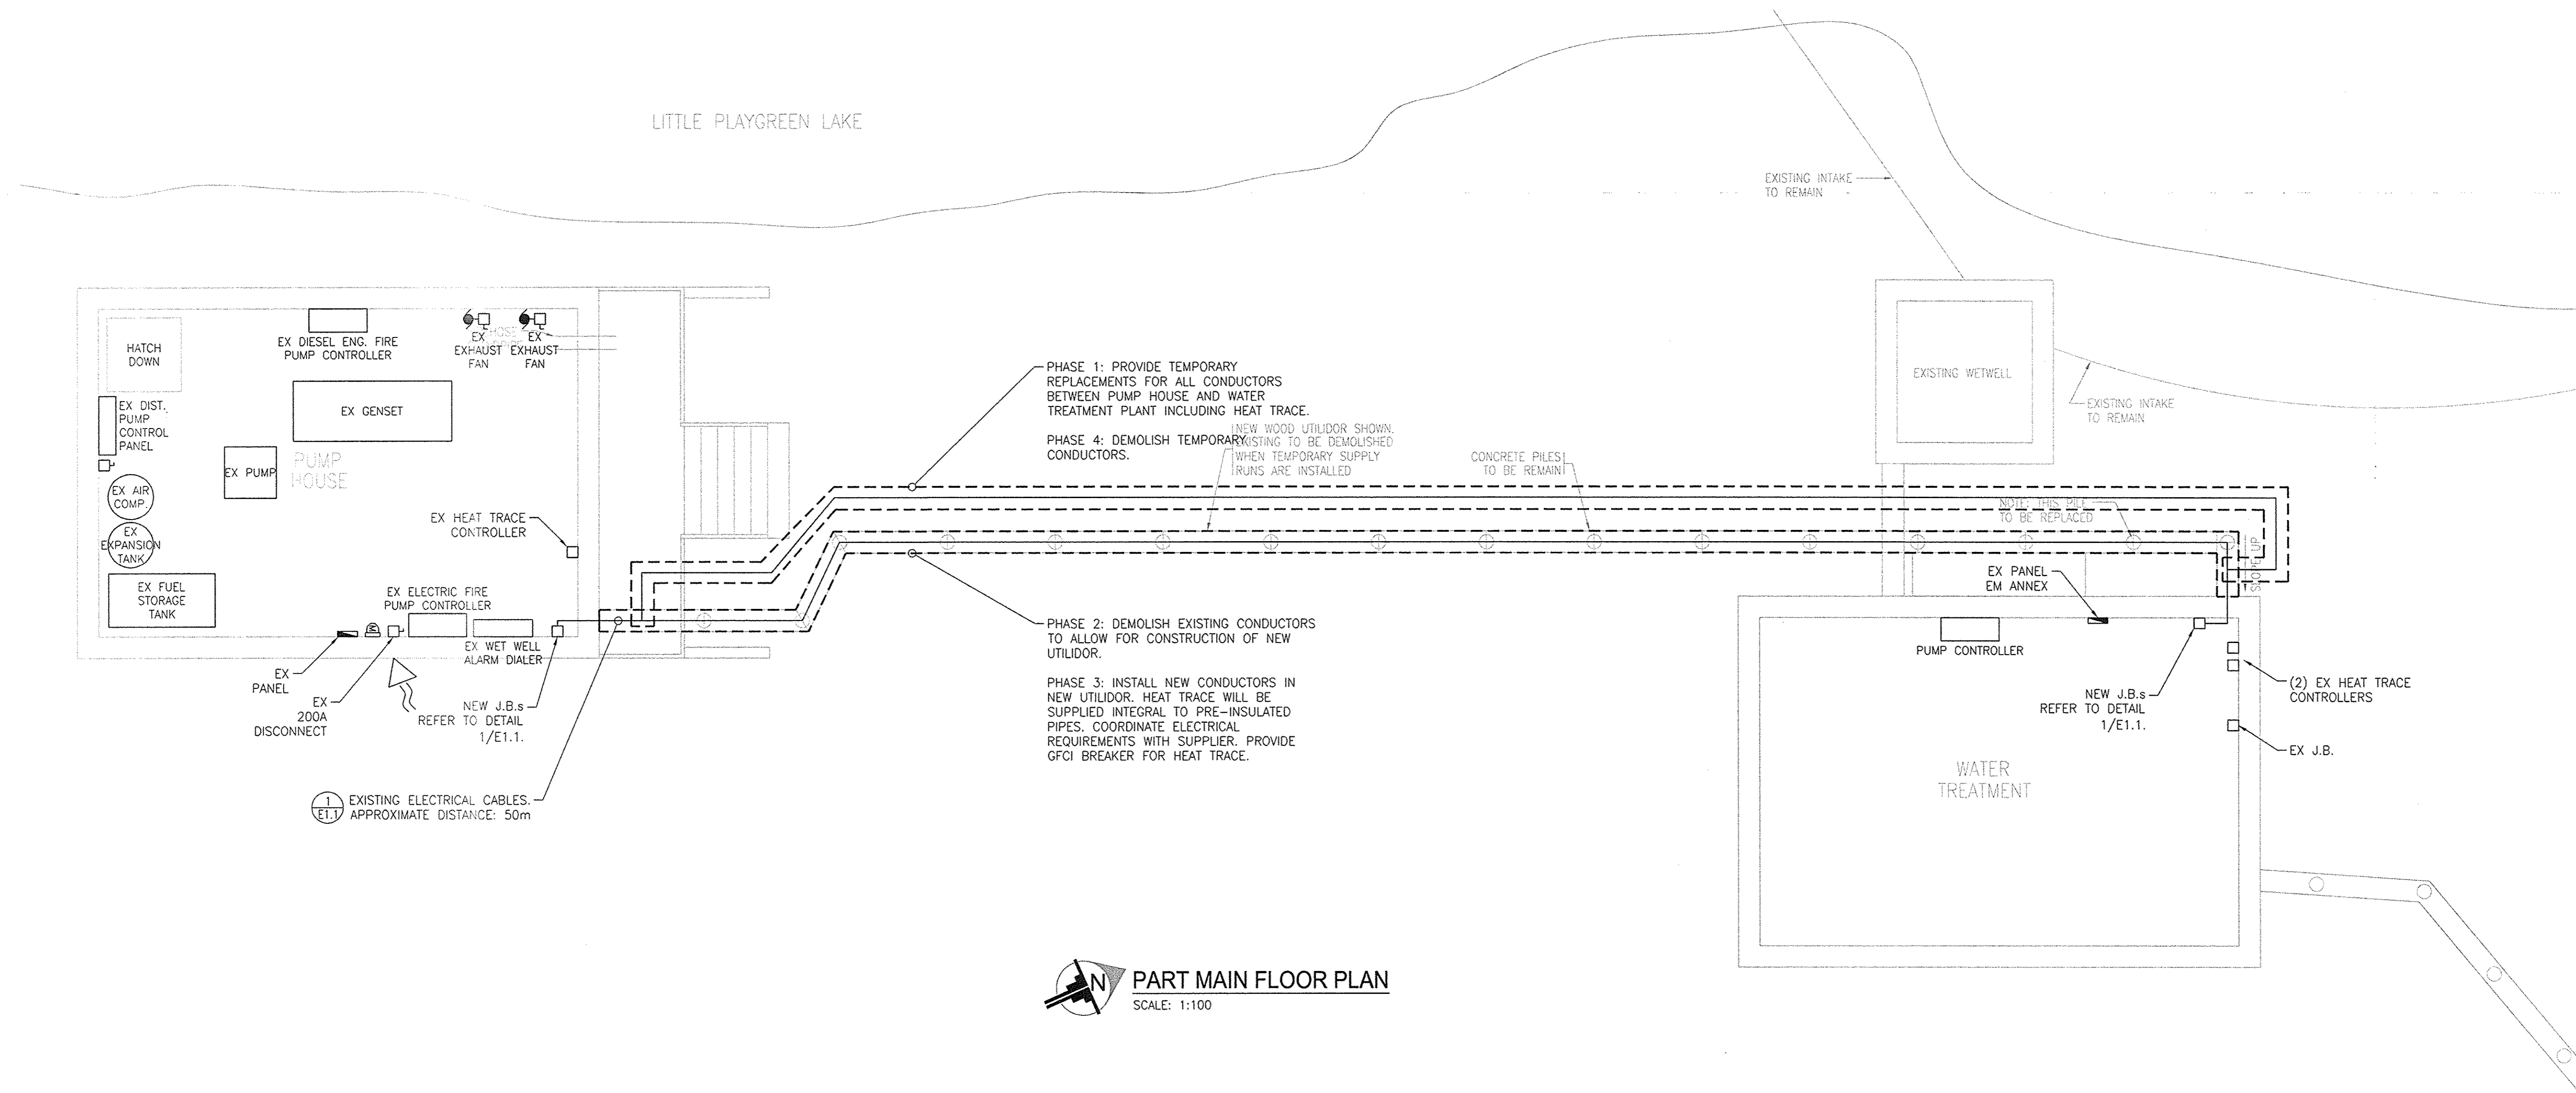 LITTLE PLAYGREEN LAKE
EXISTING INTAKE
TO REMAIN
HATCH
DOWN
EX DIESEL ENG. FIRE
PUMP CONTROLLER
HOSE
EX
EXHAUST
FAN
EX
EXHAUST
FAN
EX GENSET
EX DIST.
PUMP
CONTROL
PANEL
EX PUMP
PUMP
HOUSE
EX AIR
COMP.
EX
EXPANSION
TANK
EX FUEL
STORAGE
TANK
EX HEAT TRACE
CONTROLLER
EX ELECTRIC FIRE
PUMP CONTROLLER
EX WET WELL
ALARM DIALER
EX
PANEL
EX
200A
DISCONNECT
NEW J.B.s
REFER TO DETAIL
1/E1.1.
1
E1.1
EXISTING ELECTRICAL CABLES.
APPROXIMATE DISTANCE: 50m
PHASE 1: PROVIDE TEMPORARY
REPLACEMENTS FOR ALL CONDUCTORS
BETWEEN PUMP HOUSE AND WATER
TREATMENT PLANT INCLUDING HEAT TRACE.
PHASE 4: DEMOLISH TEMPORARY
CONDUCTORS.
NEW WOOD UTILIDOR SHOWN.
EXISTING TO BE DEMOLISHED
WHEN TEMPORARY SUPPLY
RUNS ARE INSTALLED
CONCRETE PILES
TO BE REMAIN
PHASE 2: DEMOLISH EXISTING CONDUCTORS
TO ALLOW FOR CONSTRUCTION OF NEW
UTILIDOR.
PHASE 3: INSTALL NEW CONDUCTORS IN
NEW UTILIDOR. HEAT TRACE WILL BE
SUPPLIED INTEGRAL TO PRE-INSULATED
PIPES. COORDINATE ELECTRICAL
REQUIREMENTS WITH SUPPLIER. PROVIDE
GFCI BREAKER FOR HEAT TRACE.
EXISTING WETWELL
EXISTING INTAKE
TO REMAIN
NOTE: THIS PILE
TO BE REPLACED
SLOPE UP
EX PANEL
EM ANNEX
PUMP CONTROLLER
NEW J.B.s
REFER TO DETAIL
1/E1.1.
(2) EX HEAT TRACE
CONTROLLERS
EX J.B.
WATER
TREATMENT
N
PART MAIN FLOOR PLAN
SCALE: 1:100